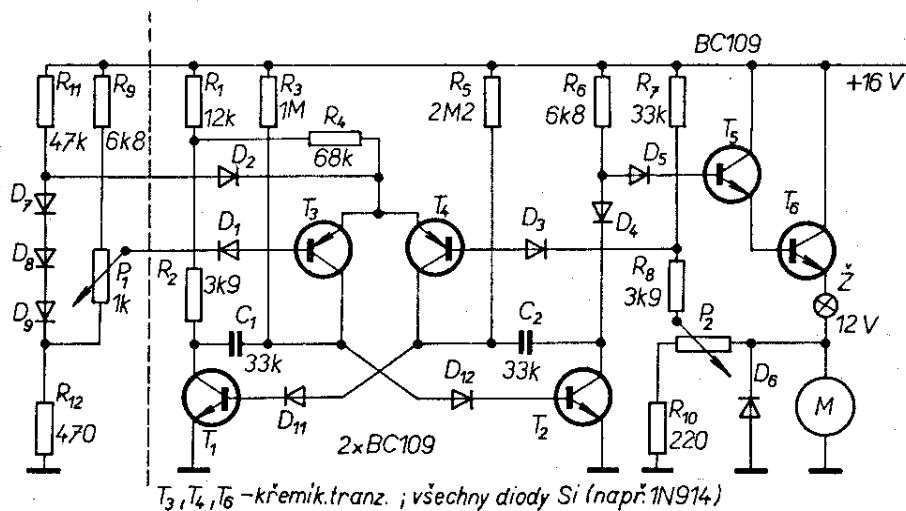 BC109
+16 V
R11 47k
R9 6k8
R1 12k
R3 1M
R4 68k
R5 2M2
R6 6k8
R7 33k
D2
D5
T5
D7
D1
T3
T4
D3
D4
T6
D8
P1 1k
R2 3k9
R8 3k9
Ž 12 V
D9
C1 33k
C2 33k
P2
D12
D6
R12 470
T1
D11
T2
R10 220
M
2xBC109
T3, T4, T6 -křemík.tranz. ; všechny diody Si (např. 1N914)